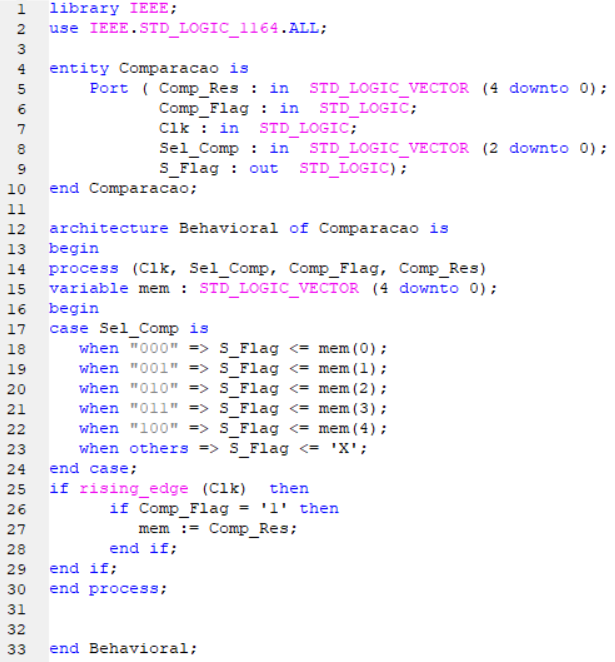 1 library IEEE;
2 use IEEE.STD_LOGIC_1164.ALL;
3
4 entity Comparacao is
5 Port ( Comp_Res : in STD_LOGIC_VECTOR (4 downto 0);
6 Comp_Flag : in STD_LOGIC;
7 Clk : in STD_LOGIC;
8 Sel_Comp : in STD_LOGIC_VECTOR (2 downto 0);
9 S_Flag : out STD_LOGIC);
10 end Comparacao;
11
12 architecture Behavioral of Comparacao is
13 begin
14 process (Clk, Sel_Comp, Comp_Flag, Comp_Res)
15 variable mem : STD_LOGIC_VECTOR (4 downto 0);
16 begin
17 case Sel_Comp is
18 when "000" => S_Flag <= mem(0);
19 when "001" => S_Flag <= mem(1);
20 when "010" => S_Flag <= mem(2);
21 when "011" => S_Flag <= mem(3);
22 when "100" => S_Flag <= mem(4);
23 when others => S_Flag <= 'X';
24 end case;
25 if rising_edge (Clk) then
26 if Comp_Flag = '1' then
27 mem := Comp_Res;
28 end if;
29 end if;
30 end process;
31
32
33 end Behavioral;